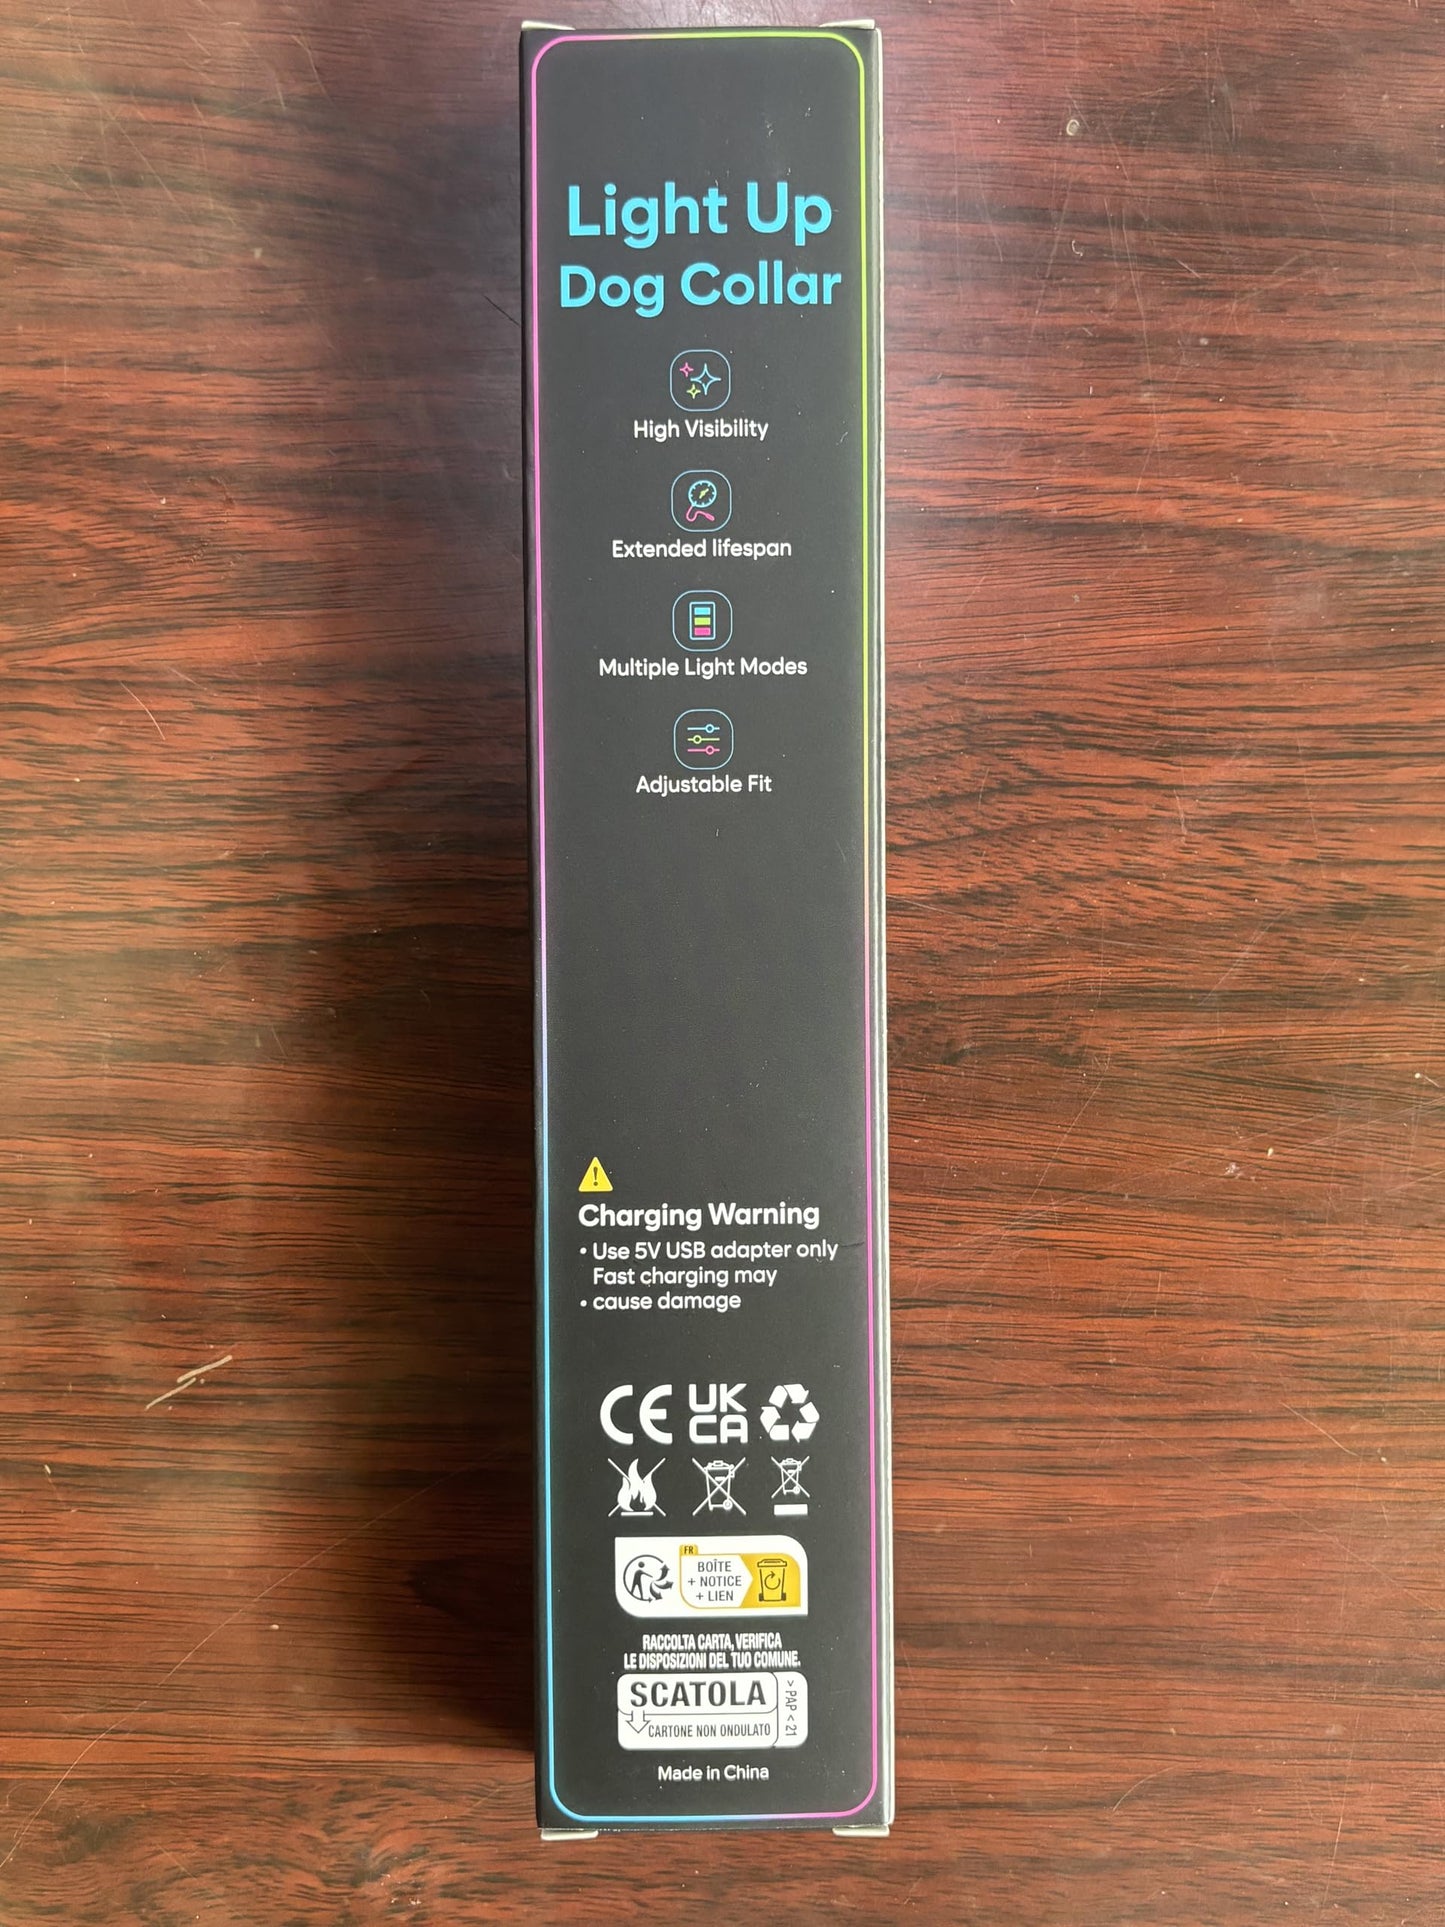 Light Up
Dog Collar
High Visibility
Extended lifespan
Multiple Light Modes
Adjustable Fit
Charging Warning
• Use 5V USB adapter only
Fast charging may
• cause damage
CE UK
CA
FR
BOÎTE
+ NOTICE
+ LIEN
RACCOLTA CARTA, VERIFICA
LE DISPOSIZIONI DEL TUO COMUNE.
SCATOLA
CARTONE NON ONDULATO
> PAP < 21
Made in China